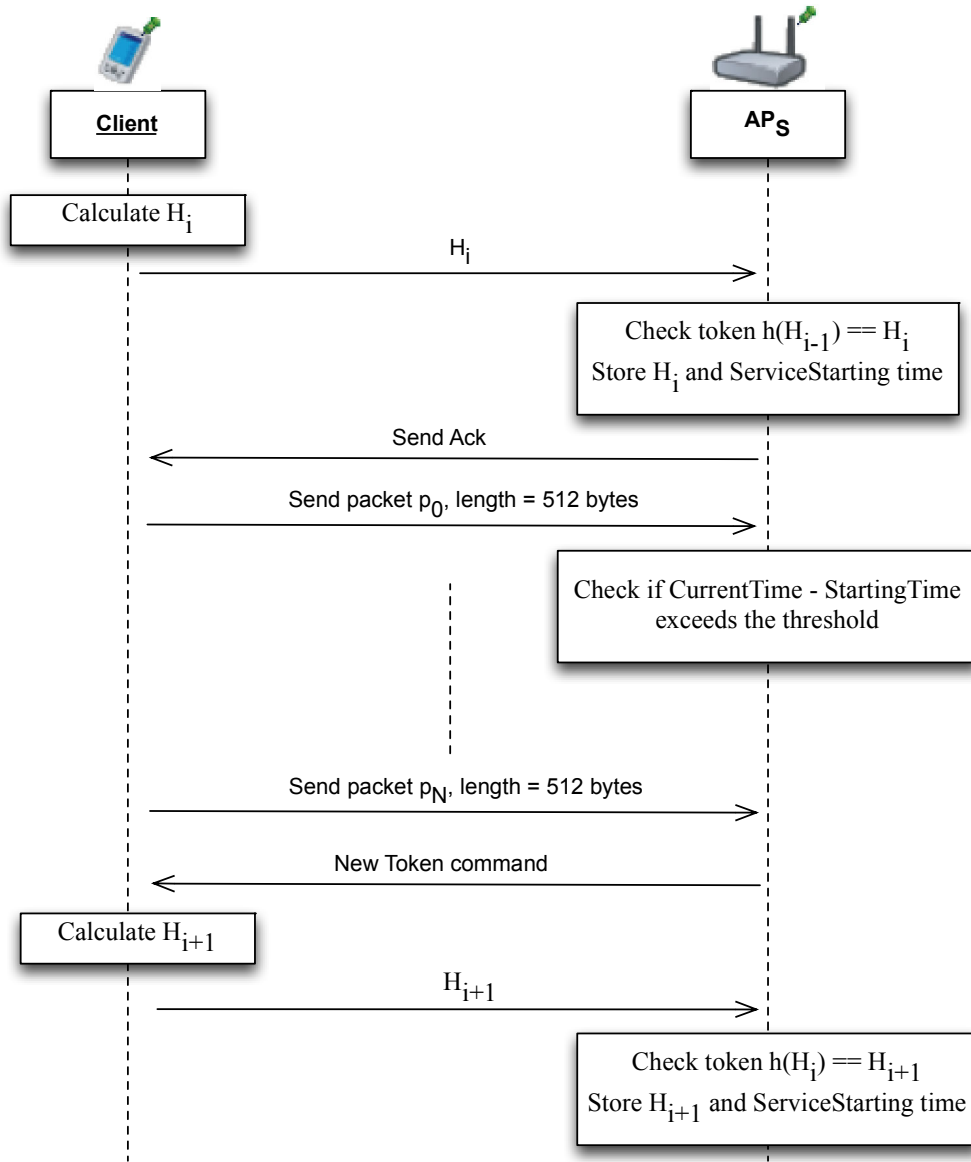 Client
APS
Calculate Hi
Hi
Check token h(Hi-1) == Hi
Store Hi and ServiceStarting time
Send Ack
Send packet p0, length = 512 bytes
Check if CurrentTime - StartingTime
exceeds the threshold
Send packet pN, length = 512 bytes
New Token command
Calculate Hi+1
Hi+1
Check token h(Hi) == Hi+1
Store Hi+1 and ServiceStarting time